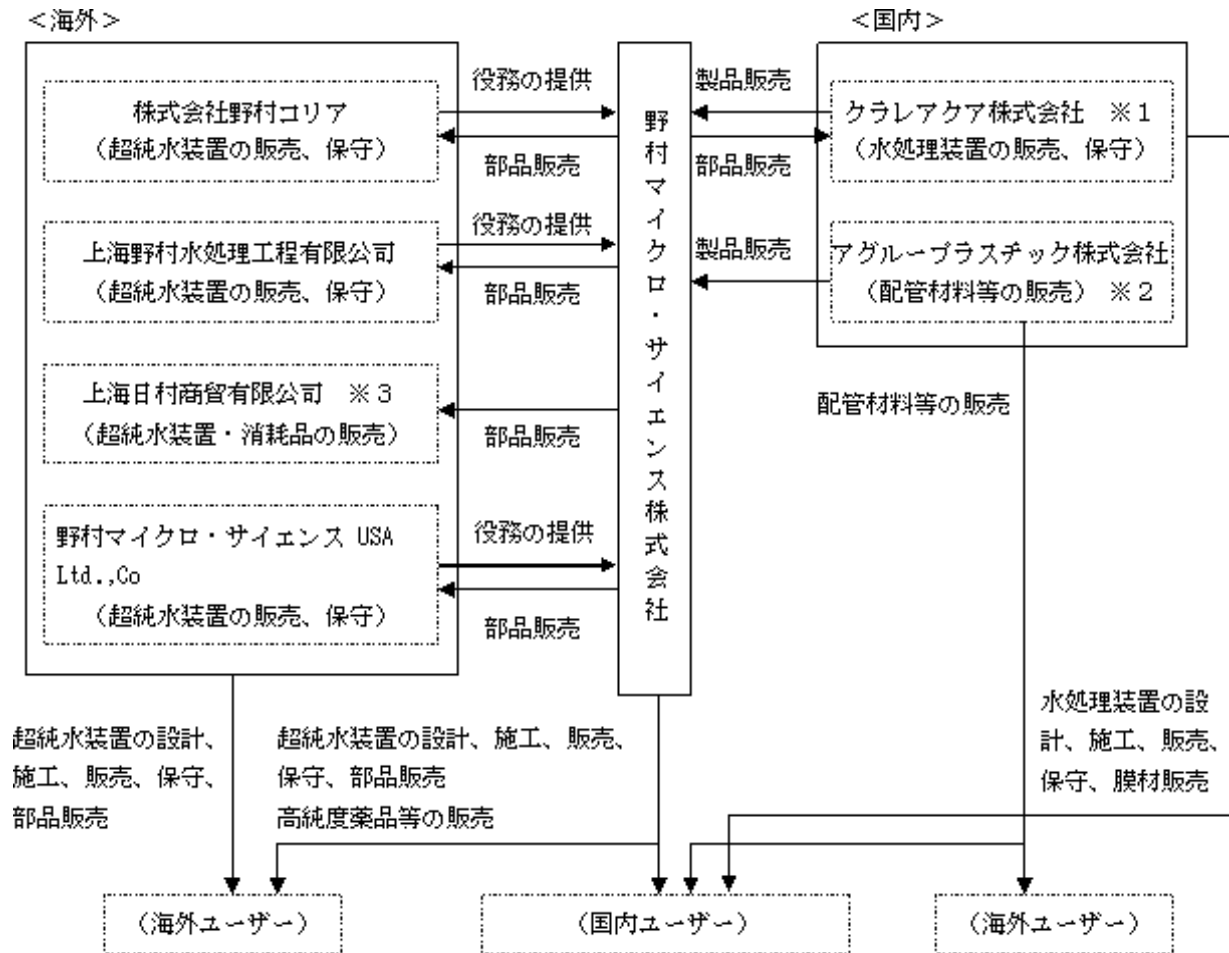 ＜海外＞
＜国内＞
株式会社野村コリア
（超純水装置の販売、保守）
役務の提供
部品販売
上海野村水処理工程有限公司
（超純水装置の販売、保守）
役務の提供
部品販売
上海日村商貿有限公司　※３
（超純水装置・消耗品の販売）
部品販売
野村マイクロ・サイエンス USA
Ltd.,Co
（超純水装置の販売、保守）
役務の提供
部品販売
野村マイクロ・サイエンス株式会社
製品販売
部品販売
クラレアクア株式会社　※１
（水処理装置の販売、保守）
製品販売
アグループラスチック株式会社
（配管材料等の販売）※２
配管材料等の販売
超純水装置の設計、
施工、販売、保守、
部品販売
超純水装置の設計、施工、販売、
保守、部品販売
高純度薬品等の販売
水処理装置の設
計、施工、販売、
保守、膜材販売
（海外ユーザー）
（国内ユーザー）
（海外ユーザー）